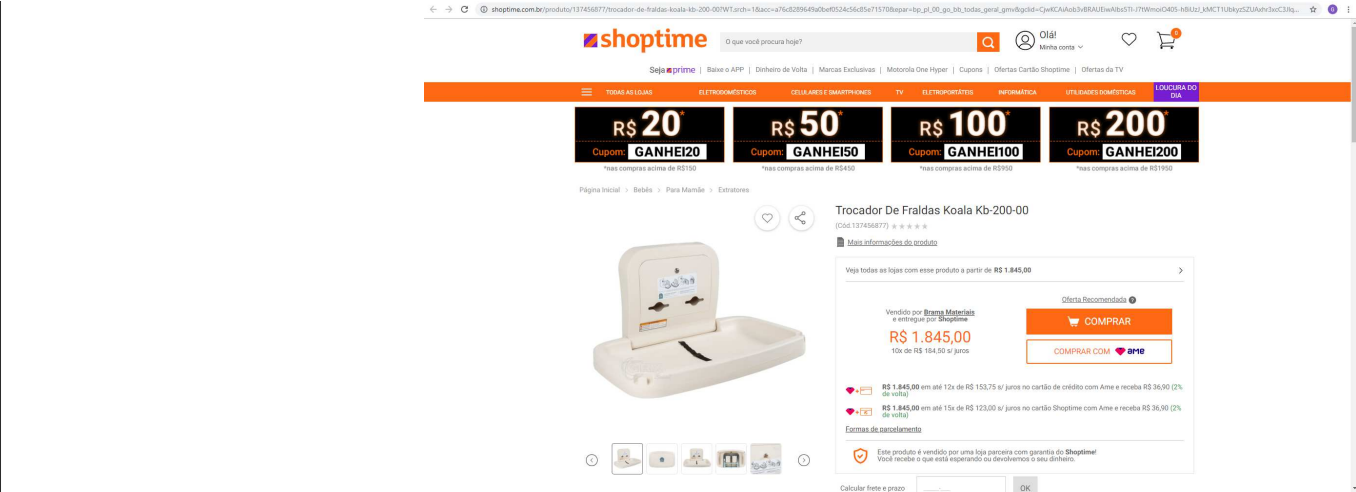 shoptime.com.br/produto/137456877/trocador-de-fraldas-koala-kb-200-00?WT.srch=1&acc=a76c8289649a0bef0524c56c85e71570&epar=bp_pl_00_go_bb_todas_geral_gmv&gclid=
shoptime
O que você procura hoje?
Olá!
Minha conta
0
Seja prime | Baixe o APP | Dinheiro de Volta | Marcas Exclusivas | Motorola One Hyper | Cupons | Ofertas Cartão Shoptime | Ofertas da TV
TODAS AS LOJAS ELETRODOMÉSTICOS CELULARES E SMARTPHONES TV ELETROPORTÁTEIS INFORMÁTICA UTILIDADES DOMÉSTICAS LOUCURA DO DIA
R$ 20* R$ 50* R$ 100* R$ 200*
Cupom: GANHEI20 Cupom: GANHEI50 Cupom: GANHEI100 Cupom: GANHEI200
*nas compras acima de R$150 *nas compras acima de R$450 *nas compras acima de R$950 *nas compras acima de R$1950
Página Inicial > Bebês > Para Mamãe > Extratores
Trocador De Fraldas Koala Kb-200-00
(Cód.137456877)
Mais informações do produto
Veja todas as lojas com esse produto a partir de R$ 1.845,00
Oferta Recomendada
Vendido por Brama Materiais
e entregue por Shoptime
R$ 1.845,00
10x de R$ 184,50 s/ juros
COMPRAR
COMPRAR COM ame
R$ 1.845,00 em até 12x de R$ 153,75 s/ juros no cartão de crédito com Ame e receba R$ 36,90 (2%
de volta)
R$ 1.845,00 em até 15x de R$ 123,00 s/ juros no cartão Shoptime com Ame e receba R$ 36,90 (2%
de volta)
Formas de parcelamento
Este produto é vendido por uma loja parceira com garantia do Shoptime!
Você recebe o que está esperando ou devolvemos o seu dinheiro.
Calcular frete e prazo
OK